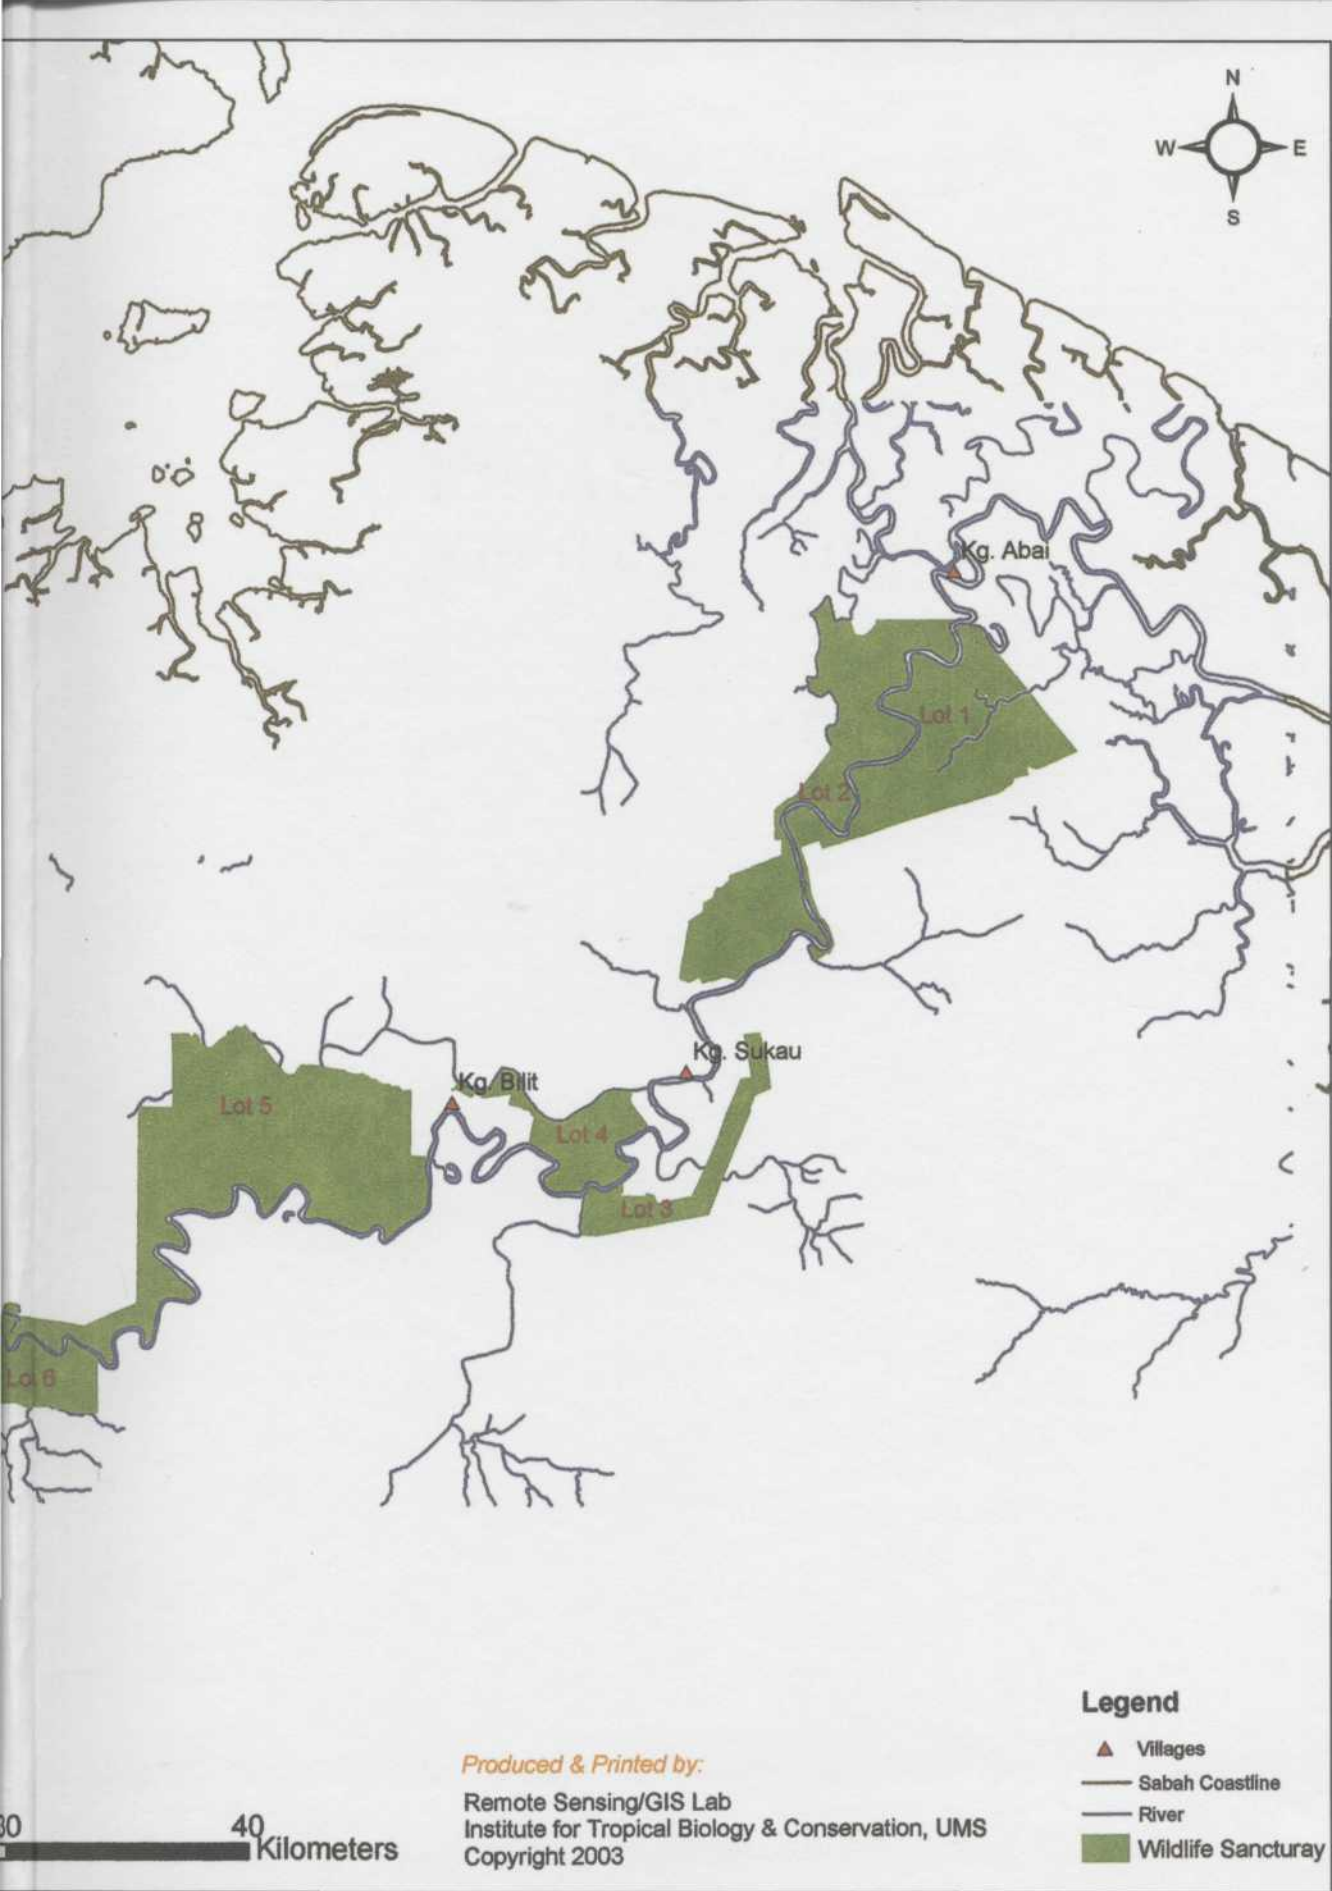 N
W E
S
Kg. Abai
Lot 1
Lot 2
Kg. Sukau
Kg. Bilit
Lot 5
Lot 4
Lot 3
Lot 6
Legend
Villages
Sabah Coastline
River
Wildlife Sancturay
Produced & Printed by:
Remote Sensing/GIS Lab
Institute for Tropical Biology & Conservation, UMS
Copyright 2003
40
Kilometers